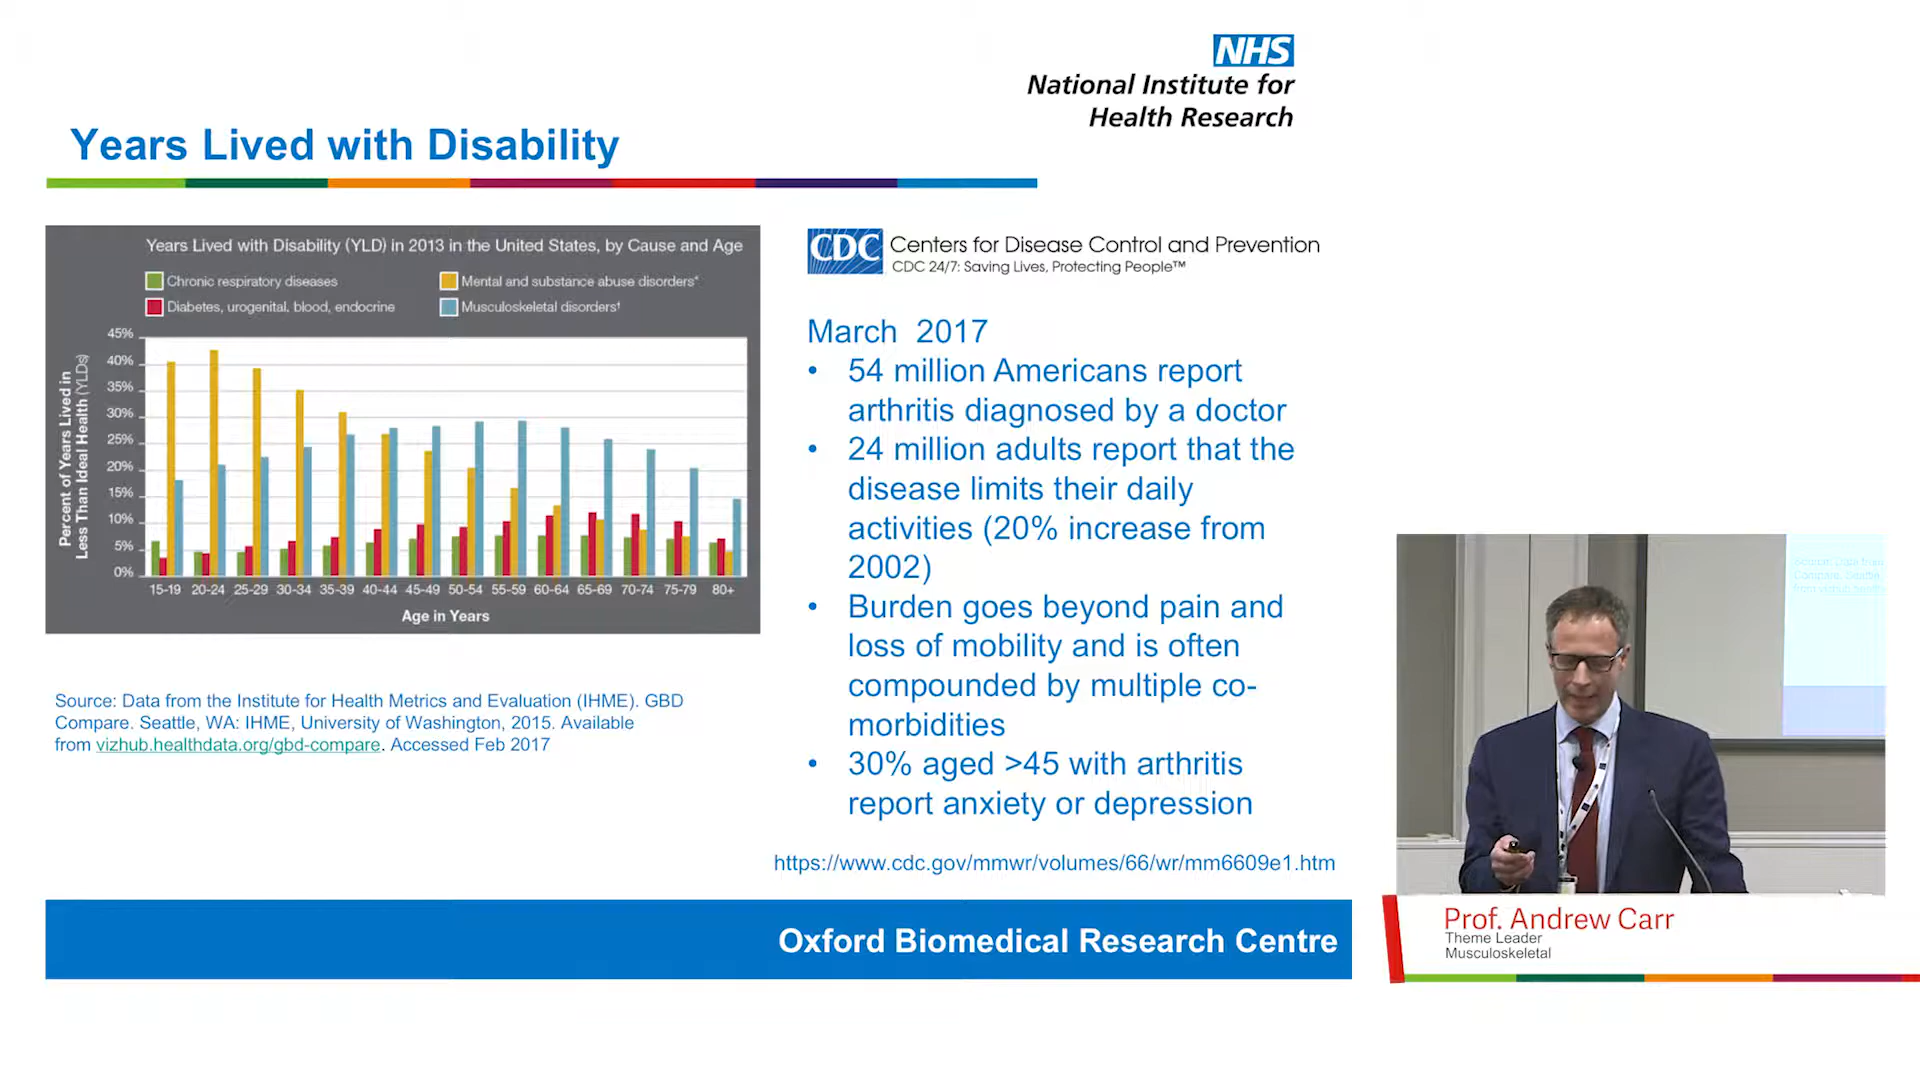 NHS
National Institute for
Health Research
Years Lived with Disability
Years Lived with Disability (YLD) in 2013 in the United States, by Cause and Age
Chronic respiratory diseases
Mental and substance abuse disorders*
Diabetes, urogenital, blood, endocrine
Musculoskeletal disorders†
Percent of Years Lived in
Less Than Ideal Health (YLDs)
45%
40%
35%
30%
25%
20%
15%
10%
5%
0%
15-19 20-24 25-29 30-34 35-39 40-44 45-49 50-54 55-59 60-64 65-69 70-74 75-79 80+
Age in Years
Source: Data from the Institute for Health Metrics and Evaluation (IHME). GBD
Compare. Seattle, WA: IHME, University of Washington, 2015. Available
from vizhub.healthdata.org/gbd-compare. Accessed Feb 2017
CDC Centers for Disease Control and Prevention
CDC 24/7: Saving Lives, Protecting People™
March 2017
• 54 million Americans report
arthritis diagnosed by a doctor
• 24 million adults report that the
disease limits their daily
activities (20% increase from
2002)
• Burden goes beyond pain and
loss of mobility and is often
compounded by multiple co-
morbidities
• 30% aged >45 with arthritis
report anxiety or depression
https://www.cdc.gov/mmwr/volumes/66/wr/mm6609e1.htm
Oxford Biomedical Research Centre
Prof. Andrew Carr
Theme Leader
Musculoskeletal